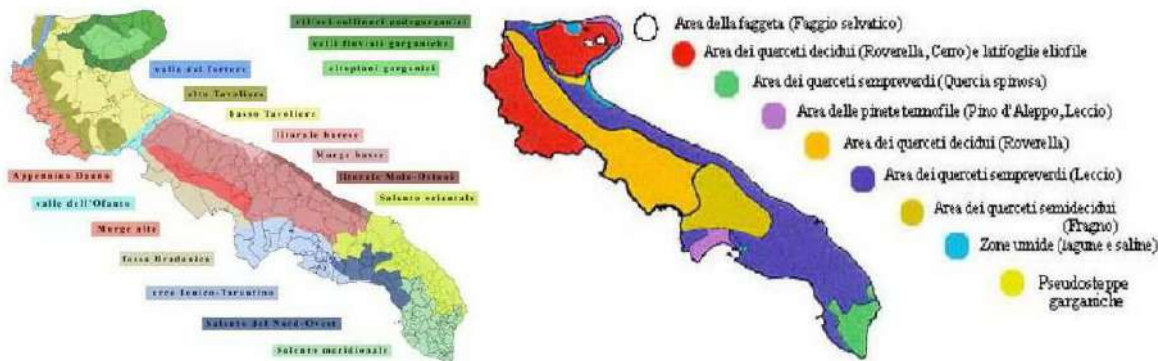 rilievi collinari pedegarganici
valli fluviali garganiche
altopiani garganici
valle del fortore
alto Tavoliere
basso Tavoliere
litorale barese
Murge basse
litorale Mola-Ostuni
Salento orientale
Appennino Dauno
valle dell'Ofanto
Murge alte
fossa Bradanica
arco Ionico-Tarantino
Salento del Nord-Ovest
Salento meridionale
Area della faggeta (Faggio selvatico)
Area dei querceti decidui (Roverella, Cerro) e latifoglie eliofile
Area dei querceti sempreverdi (Quercia spinosa)
Area delle pinete termofile (Pino d'Aleppo, Leccio)
Area dei querceti decidui (Roverella)
Area dei querceti sempreverdi (Leccio)
Area dei querceti semidecidui
(Fragno)
Zone umide (lagune e saline)
Pseudosteppe
garganiche